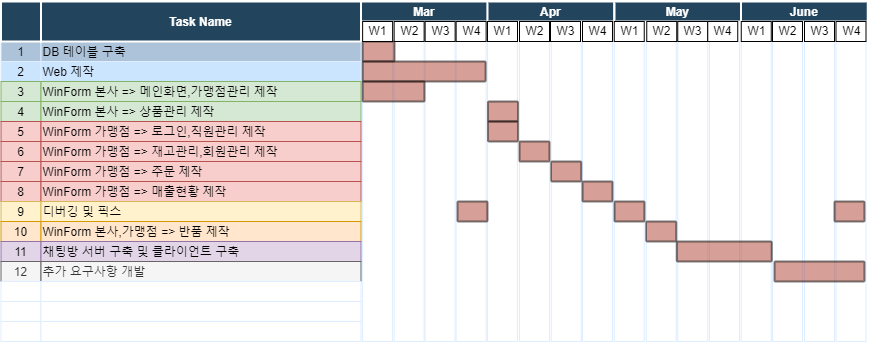 Task Name Mar Apr May June
W1 W2 W3 W4 W1 W2 W3 W4 W1 W2 W3 W4 W1 W2 W3 W4
1 DB 테이블 구축
2 Web 제작
3 WinForm 본사 => 메인화면,가맹점관리 제작
4 WinForm 본사 => 상품관리 제작
5 WinForm 가맹점 => 로그인,직원관리 제작
6 WinForm 가맹점 => 재고관리,회원관리 제작
7 WinForm 가맹점 => 주문 제작
8 WinForm 가맹점 => 매출현황 제작
9 디버깅 및 픽스
10 WinForm 본사,가맹점 => 반품 제작
11 채팅방 서버 구축 및 클라이언트 구축
12 추가 요구사항 개발